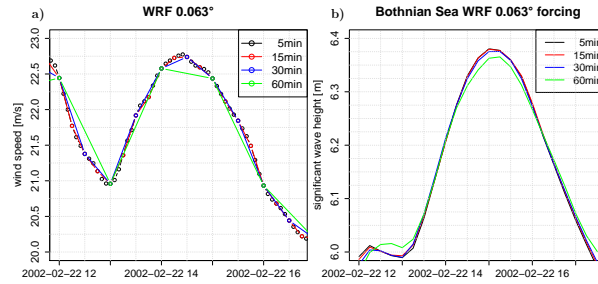 a) WRF 0.063°
wind speed [m/s]
23.0
22.5
22.0
21.5
21.0
20.5
20.0
5min
15min
30min
60min
2002−02−22 12
2002−02−22 14
2002−02−22 16
b) Bothnian Sea WRF 0.063° forcing
significant wave height [m]
6.4
6.3
6.2
6.1
6.0
5min
15min
30min
60min
2002−02−22 12
2002−02−22 14
2002−02−22 16